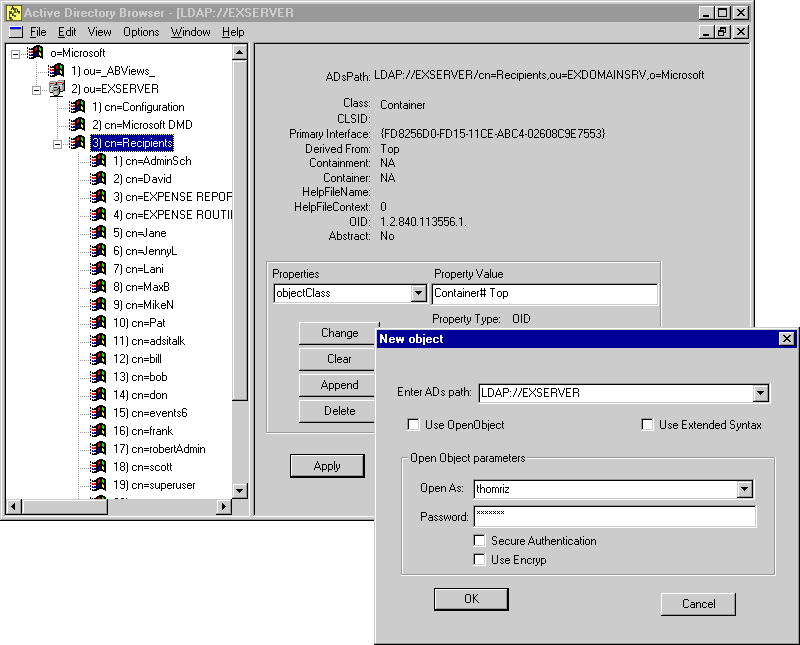 Active Directory Browser - [LDAP://EXSERVER
File Edit View Options Window Help
o=Microsoft
1) ou=_ABViews_
2) ou=EXSERVER
1) cn=Configuration
2) cn=Microsoft DMD
3) cn=Recipients
1) cn=AdminSch
2) cn=David
3) cn=EXPENSE REPOF
4) cn=EXPENSE ROUTII
5) cn=Jane
6) cn=JennyL
7) cn=Lani
8) cn=MaxB
9) cn=MikeN
10) cn=Pat
11) cn=adsitalk
12) cn=bill
13) cn=bob
14) cn=don
15) cn=events6
16) cn=frank
17) cn=robertAdmin
18) cn=scott
19) cn=superuser
ADsPath: LDAP://EXSERVER/cn=Recipients,ou=EXDOMAINSRV,o=Microsoft
Class: Container
CLSID:
Primary Interface: {FD8256D0-FD15-11CE-ABC4-02608C9E7553}
Derived From: Top
Containment: NA
Container: NA
HelpFileName:
HelpFileContext: 0
OID: 1.2.840.113556.1.
Abstract: No
Properties Property Value
objectClass Container# Top
Property Type: OID
Change
Clear
Append
Delete
Apply
New object
Enter ADs path: LDAP://EXSERVER
Use OpenObject Use Extended Syntax
Open Object parameters
Open As: thomriz
Password: *******
Secure Authentication
Use Encryp
OK Cancel